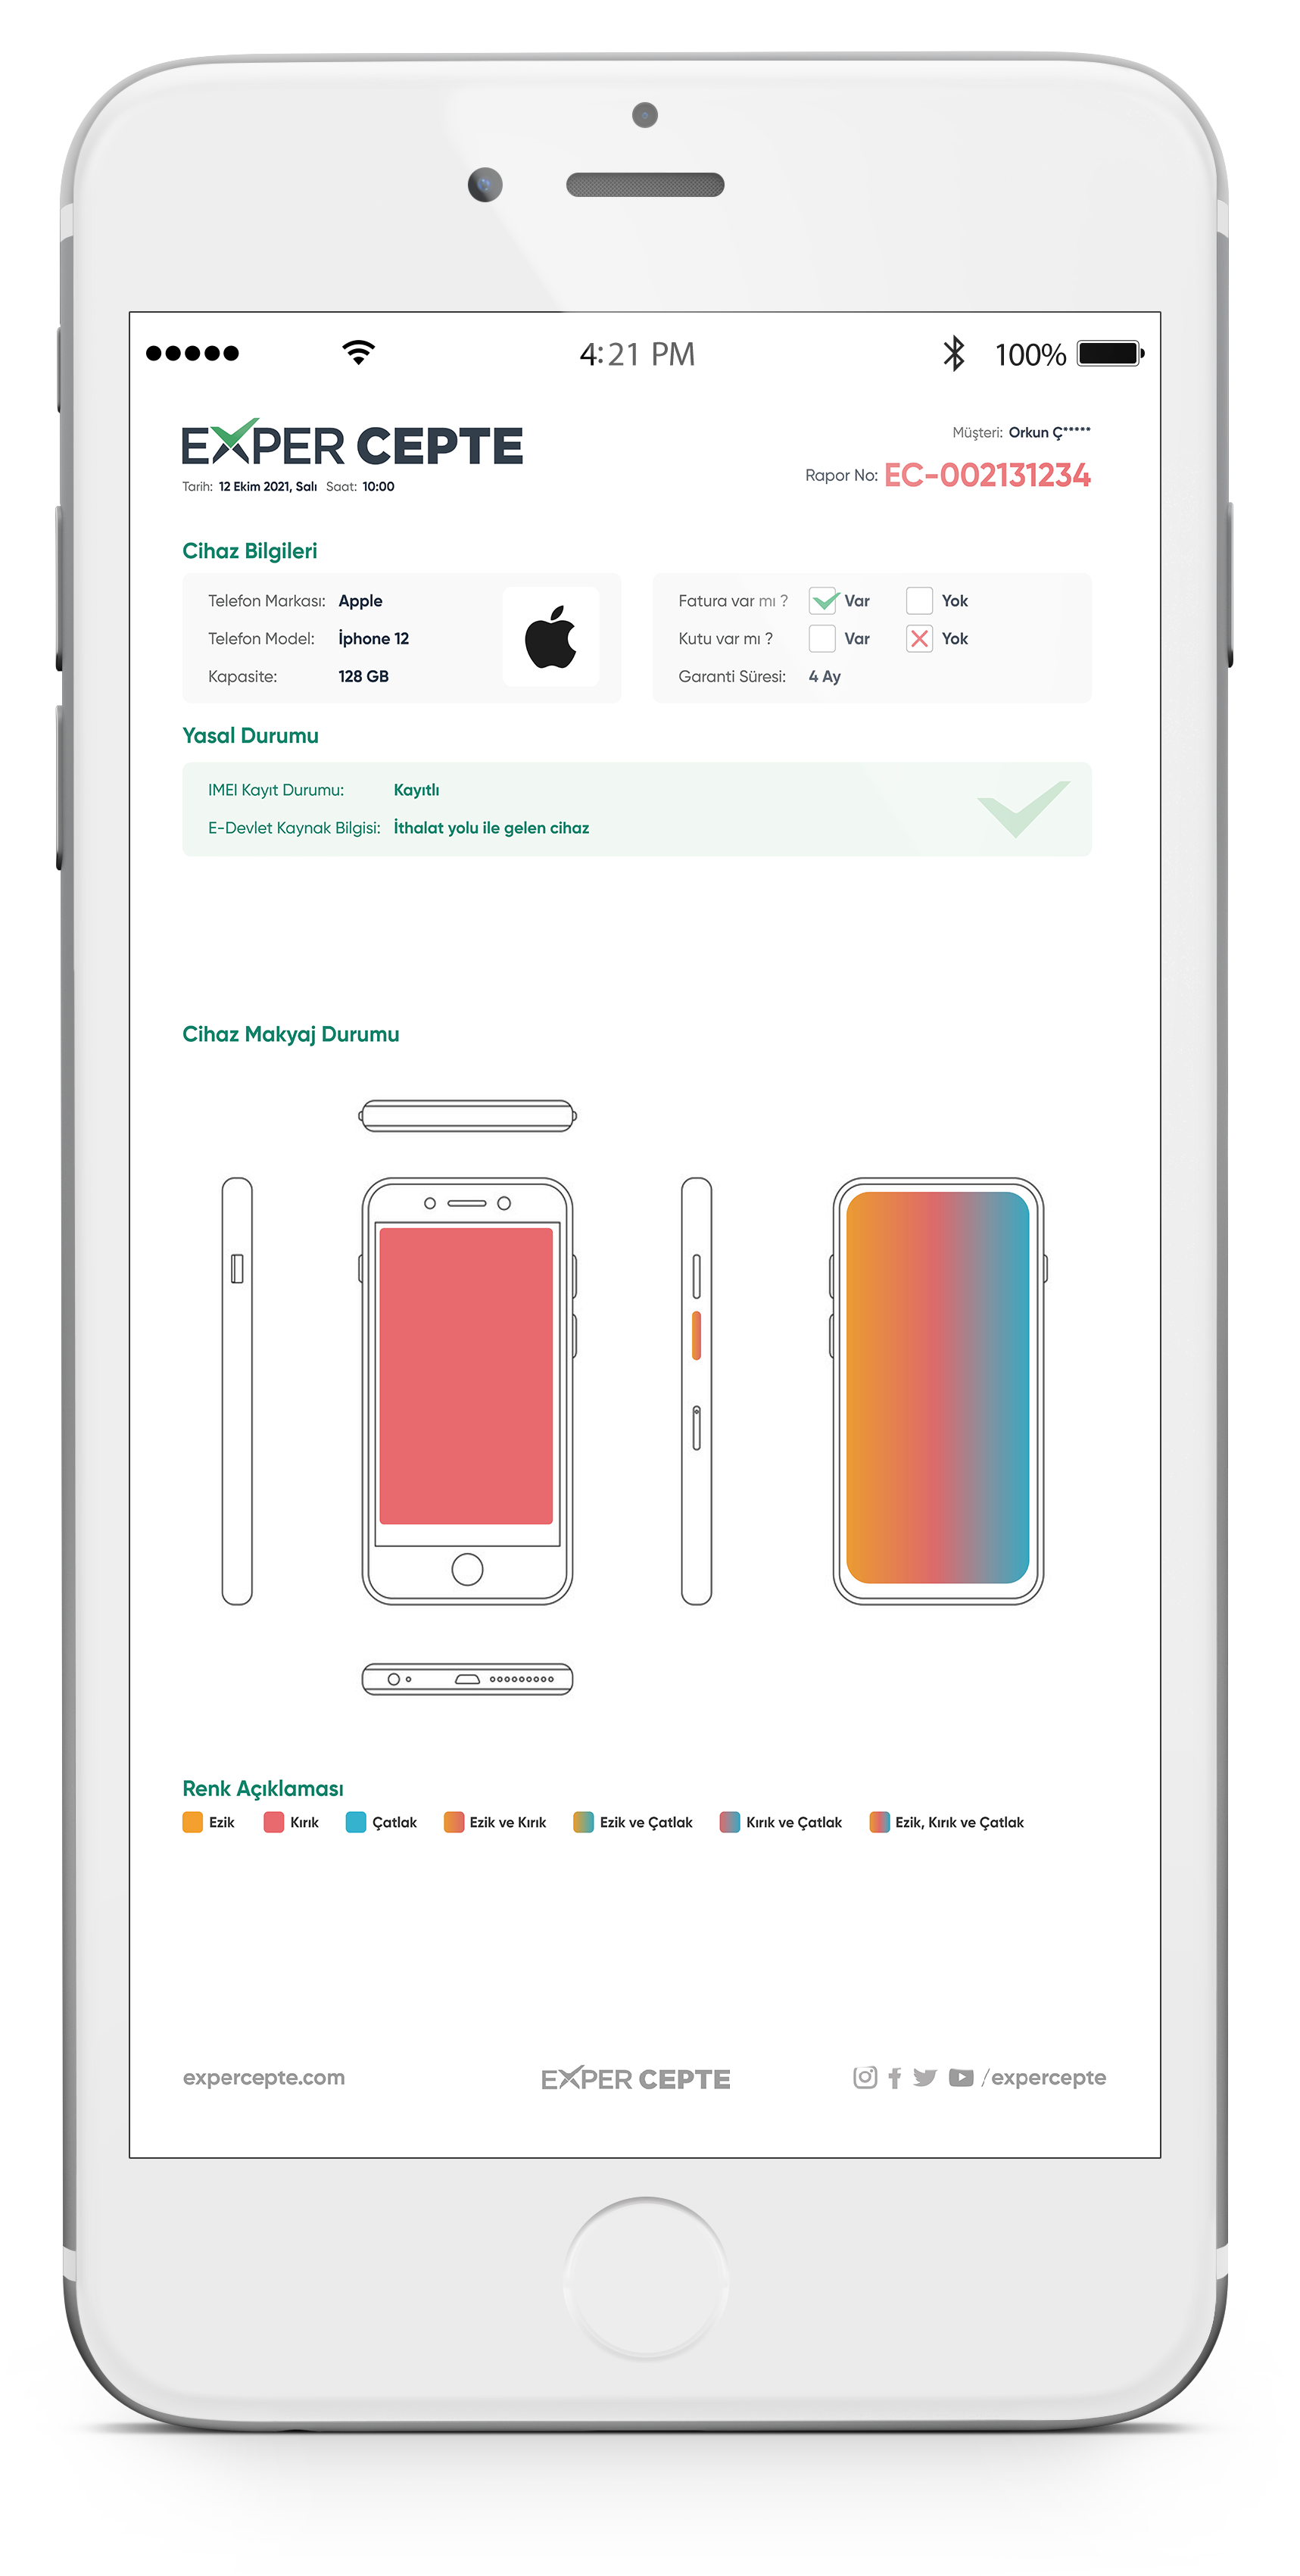 4:21 PM 100%
EXPER CEPTE
Müşteri: Orkun Ç*****
Tarih: 12 Ekim 2021, Salı Saat: 10:00
Rapor No: EC-002131234
Cihaz Bilgileri
Telefon Markası: Apple
Telefon Model: İphone 12
Kapasite: 128 GB
Fatura var mı ? Var Yok
Kutu var mı ? Var Yok
Garanti Süresi: 4 Ay
Yasal Durumu
IMEI Kayıt Durumu: Kayıtlı
E-Devlet Kaynak Bilgisi: İthalat yolu ile gelen cihaz
Cihaz Makyaj Durumu
Renk Açıklaması
Ezik Kırık Çatlak Ezik ve Kırık Ezik ve Çatlak Kırık ve Çatlak Ezik, Kırık ve Çatlak
expercepte.com EXPER CEPTE /expercepte